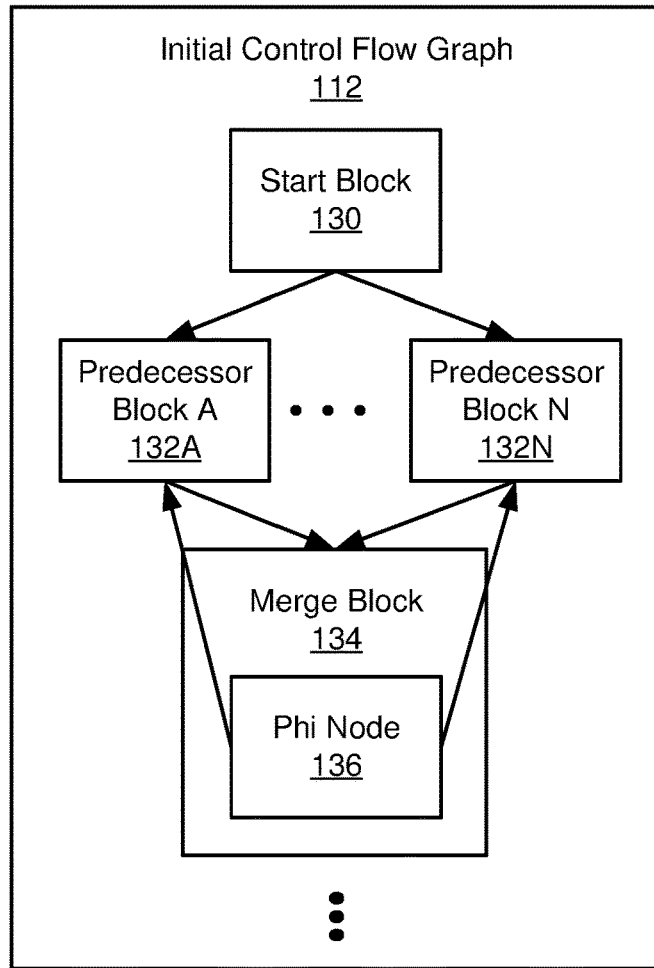 Initial Control Flow Graph
112
Start Block
130
Predecessor
Block A
132A
Predecessor
Block N
132N
Merge Block
134
Phi Node
136